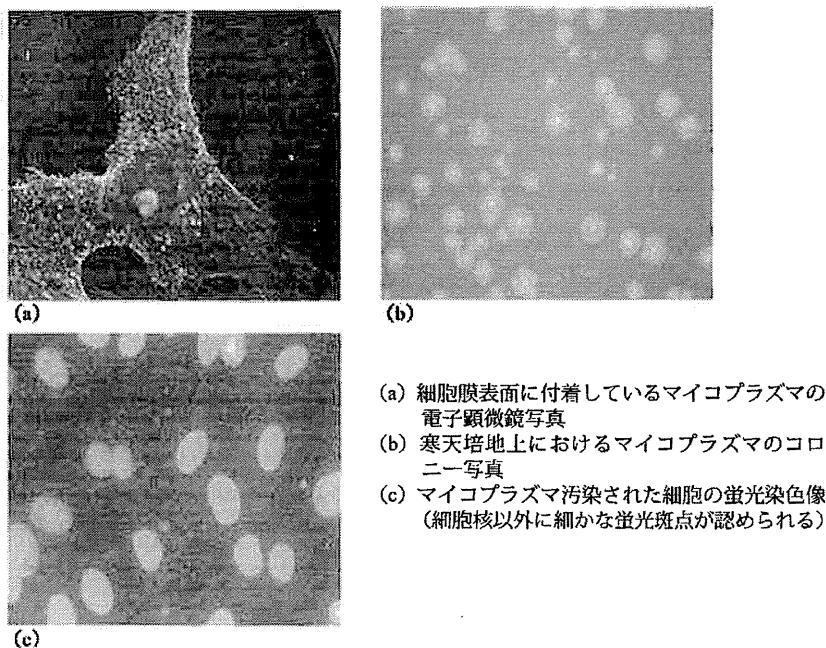 (a)
(b)
(c)
(a) 細胞膜表面に付着しているマイコプラズマの
電子顕微鏡写真
(b) 寒天培地上におけるマイコプラズマのコロ
ニー写真
(c) マイコプラズマ汚染された細胞の蛍光染色像
(細胞核以外に細かな蛍光斑点が認められる)